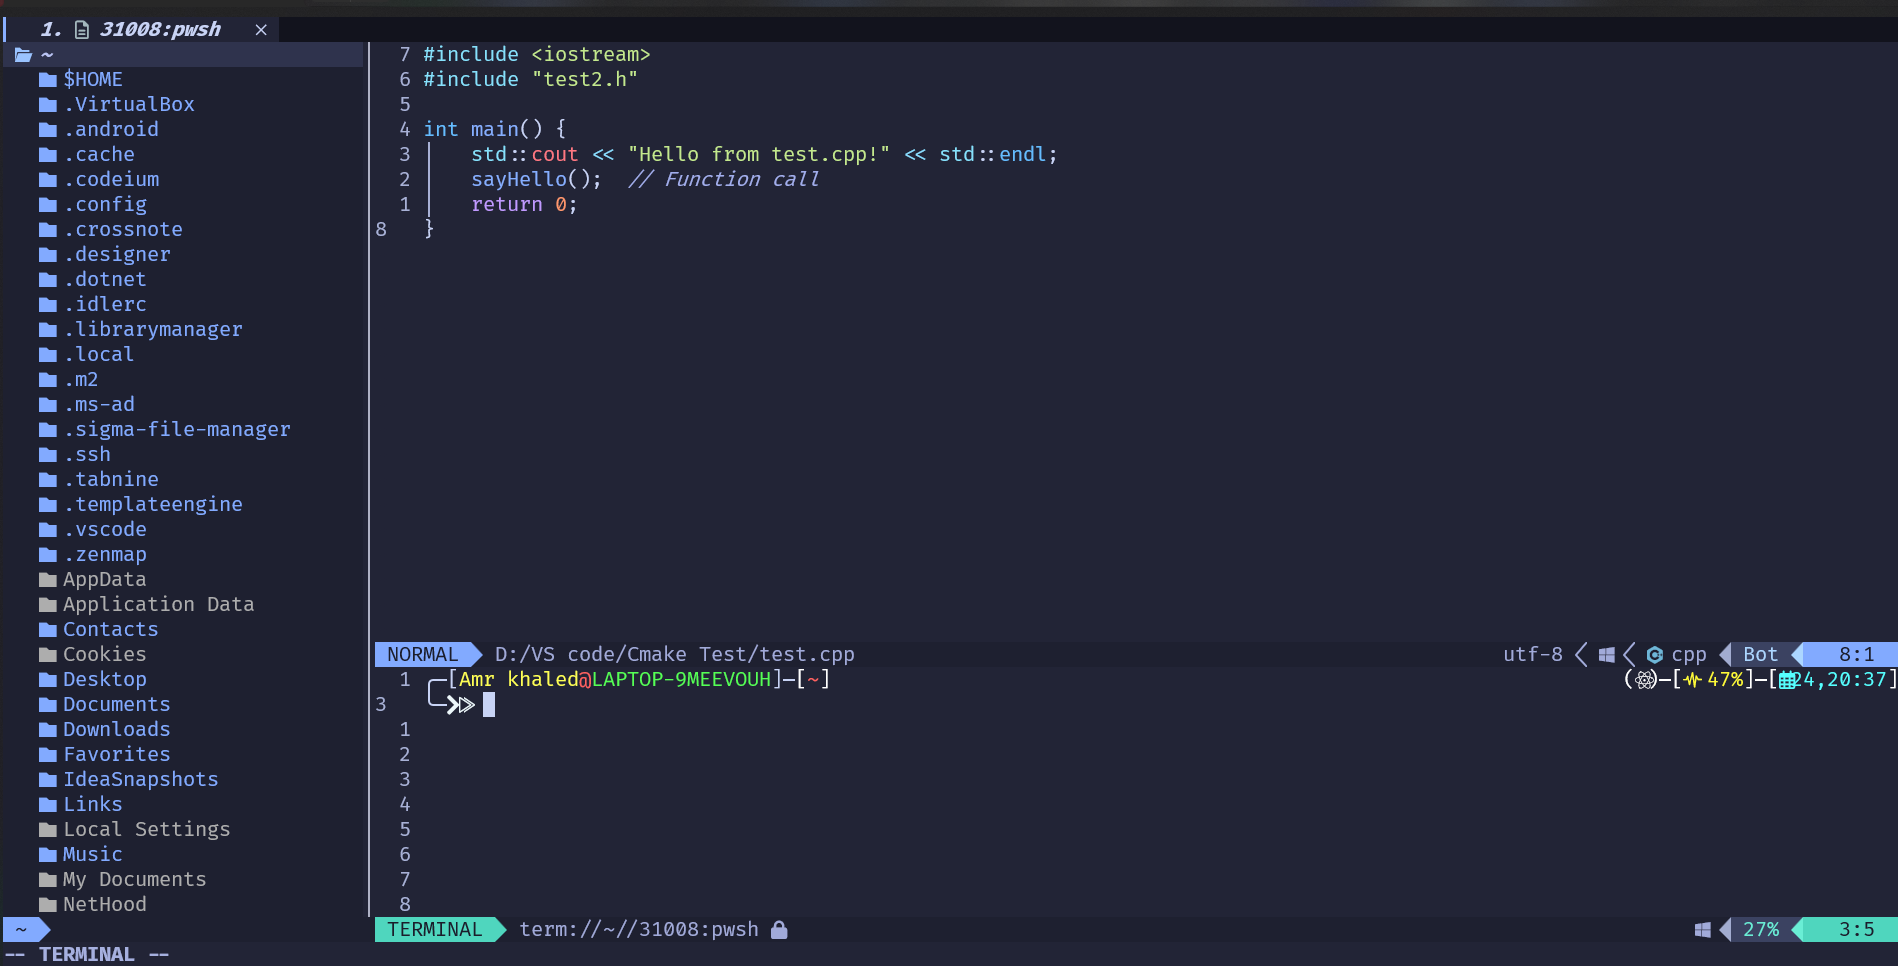 1. 31008:pwsh ×
~
$HOME
.VirtualBox
.android
.cache
.codeium
.config
.crossnote
.designer
.dotnet
.idlerc
.librarymanager
.local
.m2
.ms-ad
.sigma-file-manager
.ssh
.tabnine
.templateengine
.vscode
.zenmap
AppData
Application Data
Contacts
Cookies
Desktop
Documents
Downloads
Favorites
IdeaSnapshots
Links
Local Settings
Music
My Documents
NetHood
~
7 #include <iostream>
6 #include "test2.h"
5
4 int main() {
3 std::cout << "Hello from test.cpp!" << std::endl;
2 sayHello(); // Function call
1 return 0;
8 }
NORMAL D:/VS code/Cmake Test/test.cpp utf-8 cpp Bot 8:1
1 [Amr khaled@LAPTOP-9MEEVOUH]-[~] ()-[47%]-[24,20:37]
3
1
2
3
4
5
6
7
8
TERMINAL term://~//31008:pwsh 27% 3:5
-- TERMINAL --